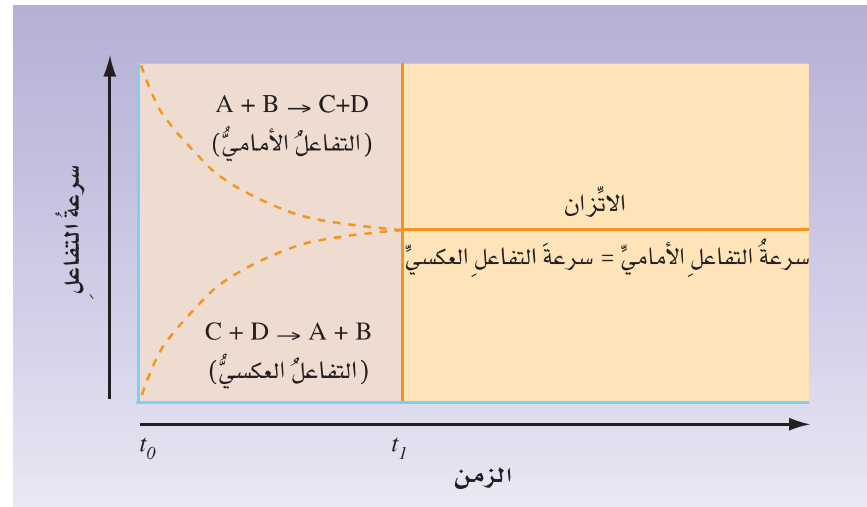 سرعةُ التفاعلِ
A + B → C+D
(التفاعلُ الأماميُّ)
الاتِّزان
سرعةُ التفاعلِ الأماميِّ = سرعةَ التفاعلِ العكسيِّ
C + D → A + B
(التفاعلُ العكسيُّ)
t0
t1
الزمن